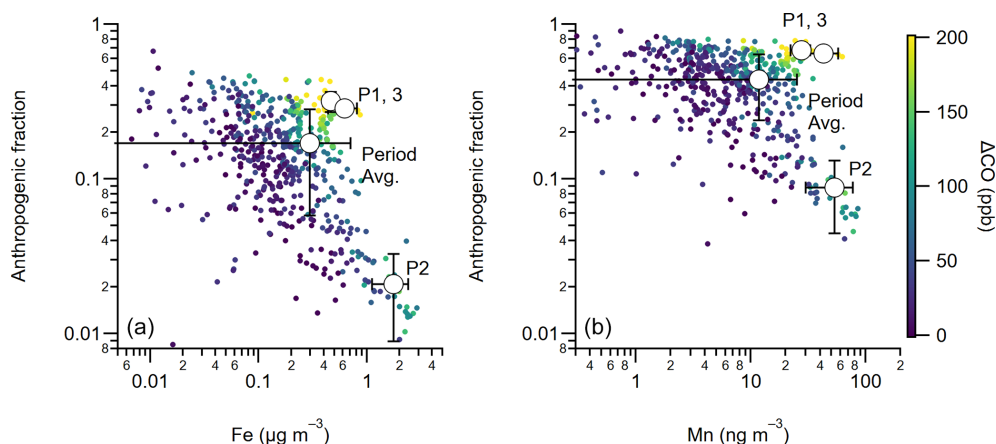 1
8
6
4
2
0.1
8
6
4
2
0.01
8
Anthropogenic fraction
P1, 3
Period
Avg.
P2
(a)
6 8 2 4 6 8 2 4 6 8 2 4
0.01 0.1 1
Fe (µg m⁻³)
1
8
6
4
2
0.1
8
6
4
2
0.01
8
Anthropogenic fraction
P1, 3
Period
Avg.
P2
(b)
4 6 8 2 4 6 8 2 4 6 8 2
1 10 100
Mn (ng m⁻³)
200
150
100
50
0
ΔCO (ppb)